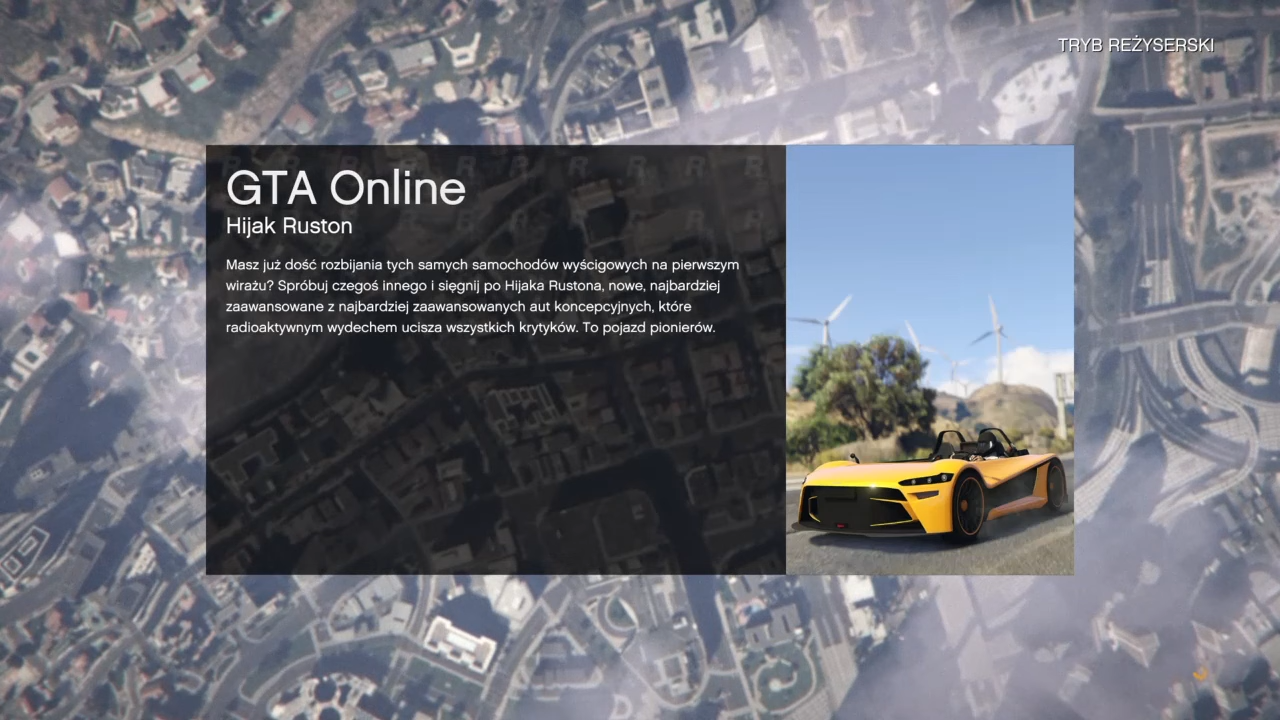 TRYB REŻYSERSKI
GTA Online
Hijak Ruston
Masz już dość rozbijania tych samych samochodów wyścigowych na pierwszym
wirażu? Spróbuj czegoś innego i sięgnij po Hijaka Rustona, nowe, najbardziej
zaawansowane z najbardziej zaawansowanych aut koncepcyjnych, które
radioaktywnym wydechem ucisza wszystkich krytyków. To pojazd pionierów.